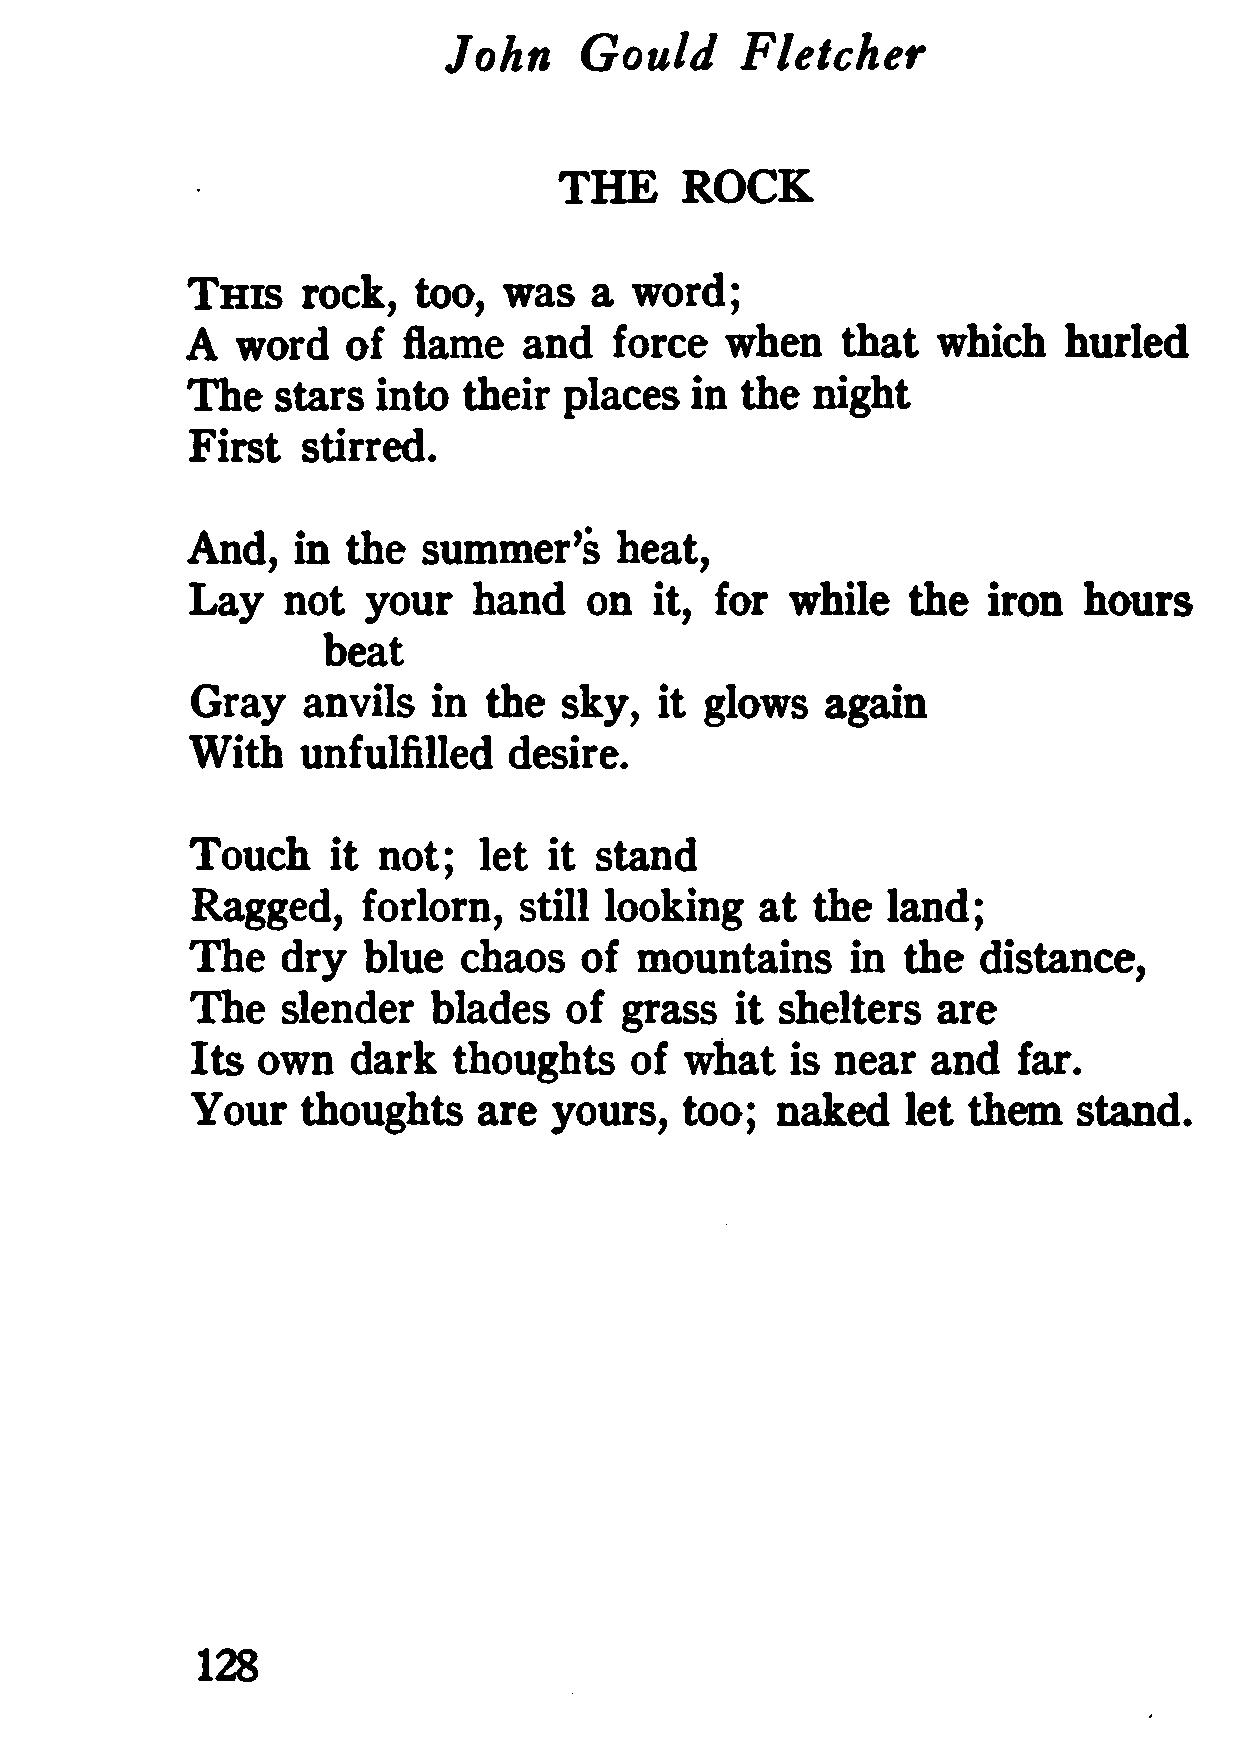 John Gould Fletcher
THE ROCK
THIS rock, too, was a word;
A word of flame and force when that which hurled
The stars into their places in the night
First stirred.
And, in the summer's heat,
Lay not your hand on it, for while the iron hours
beat
Gray anvils in the sky, it glows again
With unfulfilled desire.
Touch it not; let it stand
Ragged, forlorn, still looking at the land;
The dry blue chaos of mountains in the distance,
The slender blades of grass it shelters are
Its own dark thoughts of what is near and far.
Your thoughts are yours, too; naked let them stand.
128